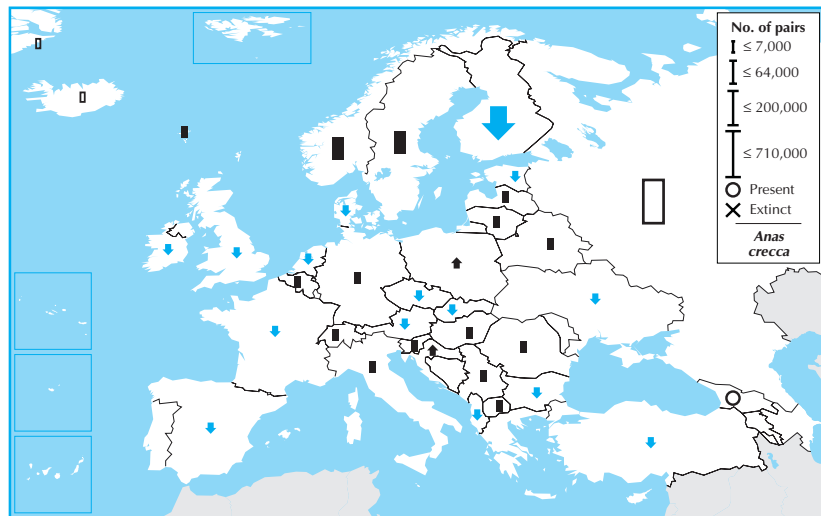 No. of pairs
≤ 7,000
≤ 64,000
≤ 200,000
≤ 710,000
Present
Extinct
Anas
crecca